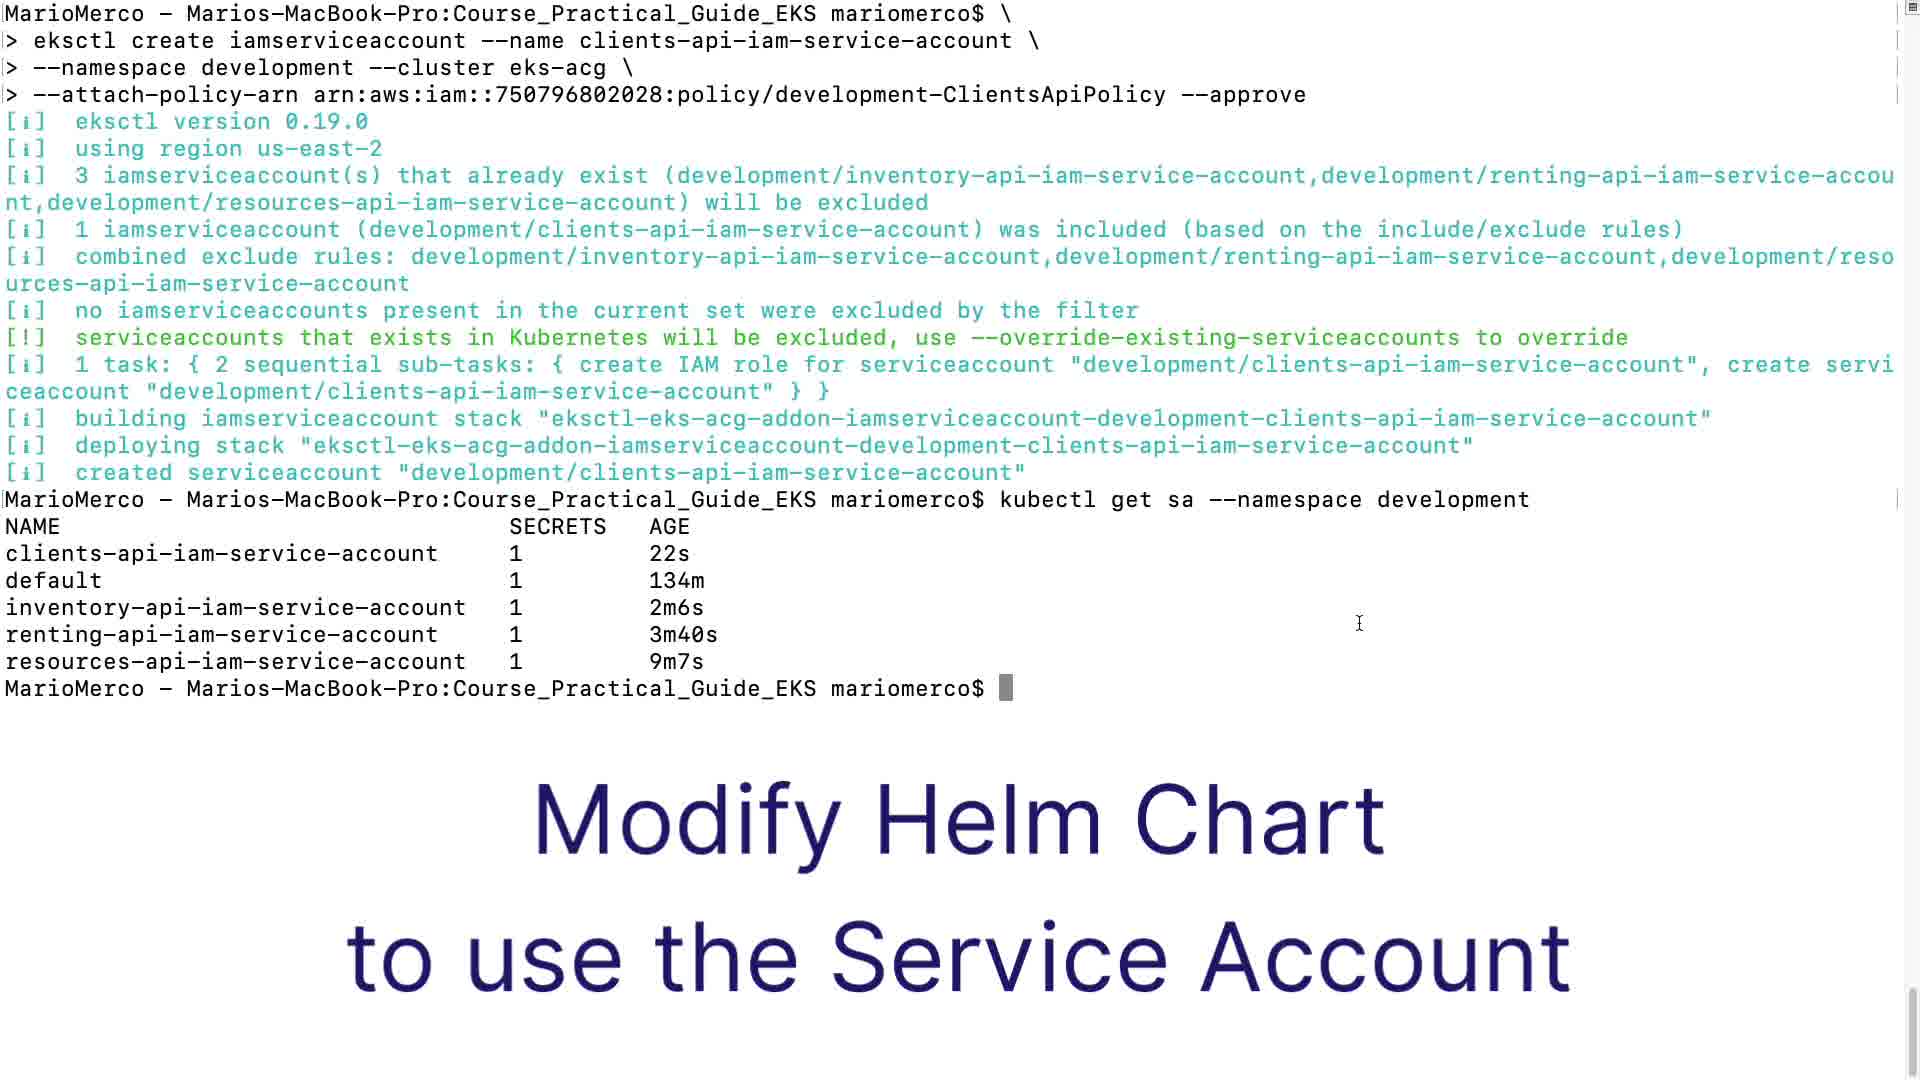 MarioMerco – Marios–MacBook–Pro:Course_Practical_Guide_EKS mariomerco$ \
> eksctl create iamserviceaccount --name clients-api-iam-service-account \
> --namespace development --cluster eks-acg \
> --attach-policy-arn arn:aws:iam::750796802028:policy/development-ClientsApiPolicy --approve
[ℹ]  eksctl version 0.19.0
[ℹ]  using region us-east-2
[ℹ]  3 iamserviceaccount(s) that already exist (development/inventory-api-iam-service-account,development/renting-api-iam-service-accou
nt,development/resources-api-iam-service-account) will be excluded
[ℹ]  1 iamserviceaccount (development/clients-api-iam-service-account) was included (based on the include/exclude rules)
[ℹ]  combined exclude rules: development/inventory-api-iam-service-account,development/renting-api-iam-service-account,development/reso
urces-api-iam-service-account
[ℹ]  no iamserviceaccounts present in the current set were excluded by the filter
[!]  serviceaccounts that exists in Kubernetes will be excluded, use --override-existing-serviceaccounts to override
[ℹ]  1 task: { 2 sequential sub-tasks: { create IAM role for serviceaccount "development/clients-api-iam-service-account", create servi
ceaccount "development/clients-api-iam-service-account" } }
[ℹ]  building iamserviceaccount stack "eksctl-eks-acg-addon-iamserviceaccount-development-clients-api-iam-service-account"
[ℹ]  deploying stack "eksctl-eks-acg-addon-iamserviceaccount-development-clients-api-iam-service-account"
[ℹ]  created serviceaccount "development/clients-api-iam-service-account"
MarioMerco – Marios–MacBook–Pro:Course_Practical_Guide_EKS mariomerco$ kubectl get sa --namespace development
NAME SECRETS AGE
clients-api-iam-service-account 1 22s
default 1 134m
inventory-api-iam-service-account 1 2m6s
renting-api-iam-service-account 1 3m40s
resources-api-iam-service-account 1 9m7s
MarioMerco – Marios–MacBook–Pro:Course_Practical_Guide_EKS mariomerco$
Modify Helm Chart
to use the Service Account